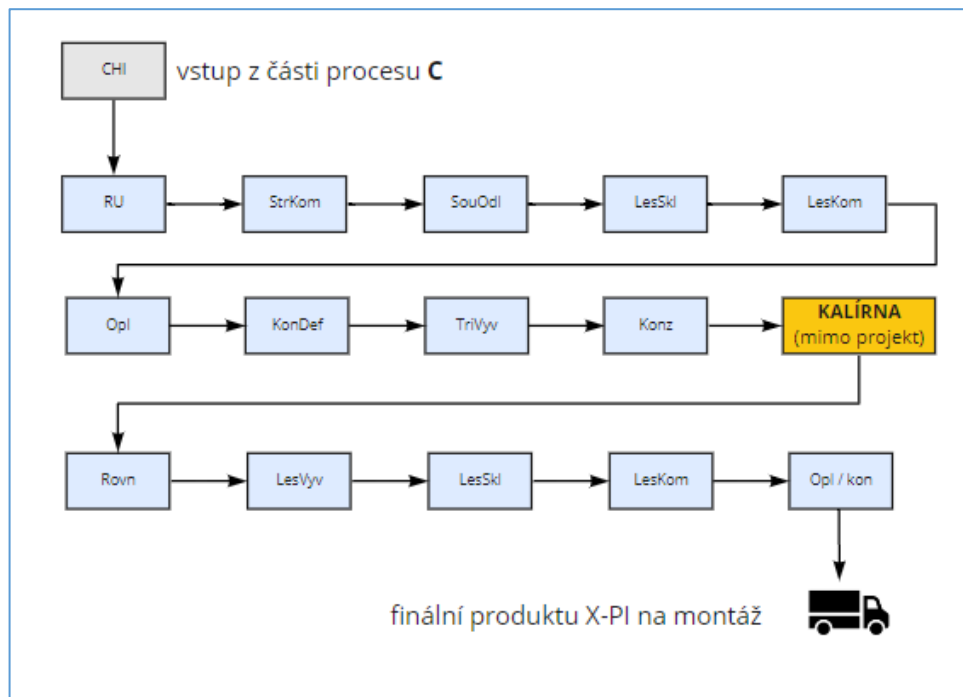 CHI
vstup z části procesu C
RU
StrKom
SouOdl
LesSkl
LesKom
Opl
KonDef
TriVyv
Konz
KALÍRNA
(mimo projekt)
Rovn
LesVyv
LesSkl
LesKom
Opl / kon
finální produktu X-PI na montáž